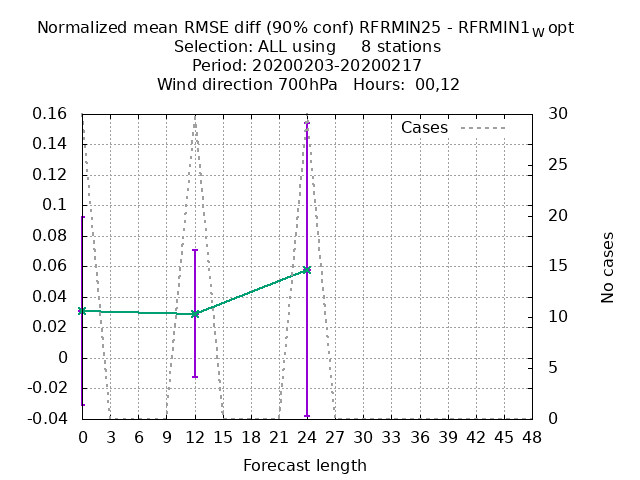 Normalized mean RMSE diff (90% conf) RFRMIN25 - RFRMIN1wopt
Selection: ALL using 8 stations
Period: 20200203-20200217
Wind direction 700hPa Hours: 00,12
Cases
0.16
0.14
0.12
0.1
0.08
0.06
0.04
0.02
0
-0.02
-0.04
30
25
20
15
10
5
0
No cases
0 3 6 9 12 15 18 21 24 27 30 33 36 39 42 45 48
Forecast length